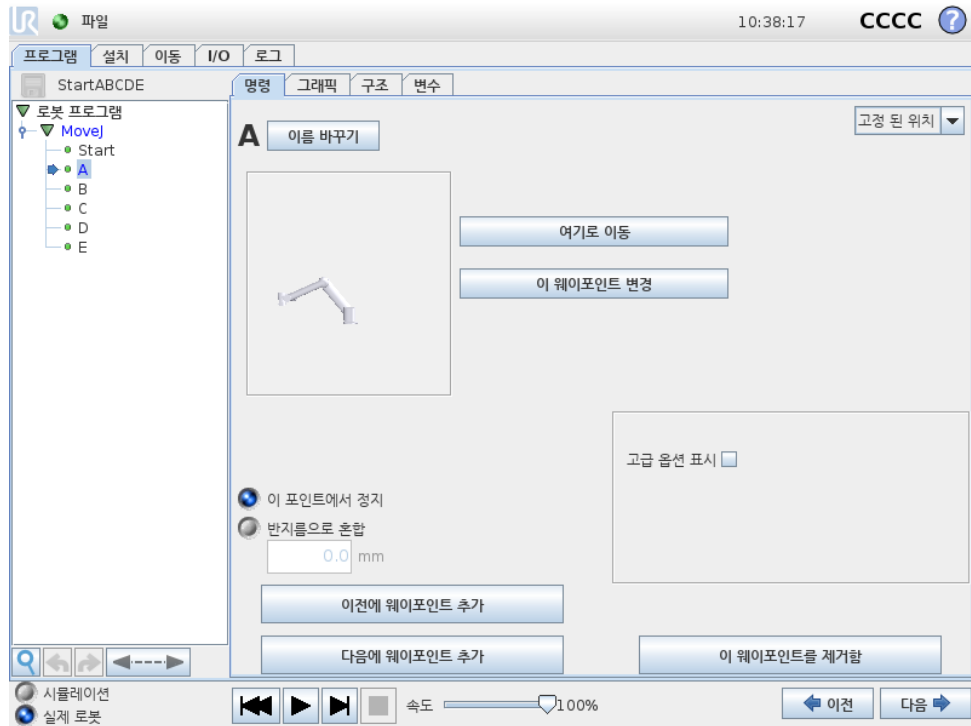 UR 파일 10:38:17 CCCC ?
프로그램 설치 이동 I/O 로그
StartABCDE 명령 그래픽 구조 변수
로봇 프로그램
MoveJ
Start
A
B
C
D
E
A 이름 바꾸기 고정 된 위치
여기로 이동
이 웨이포인트 변경
고급 옵션 표시
이 포인트에서 정지
반지름으로 혼합
0.0 mm
이전에 웨이포인트 추가
다음에 웨이포인트 추가 이 웨이포인트를 제거함
시뮬레이션
실제 로봇
속도 100% 이전 다음